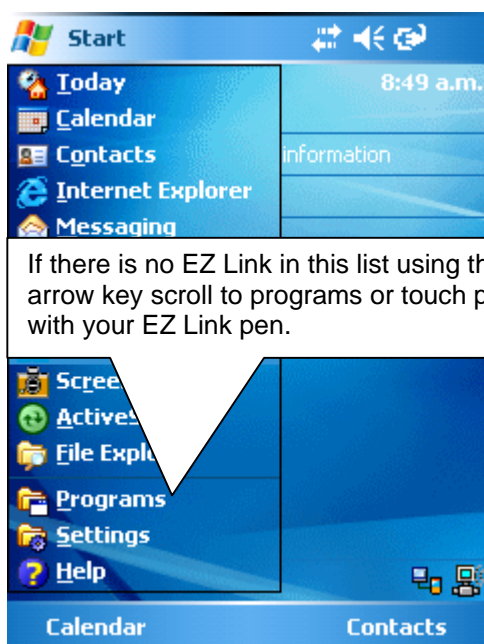 Start
8:49 a.m.
Today
Calendar
Contacts
information
Internet Explorer
Messaging
If there is no EZ Link in this list using th
arrow key scroll to programs or touch p
with your EZ Link pen.
Scree
ActiveS
File Explo
Programs
Settings
Help
Calendar
Contacts